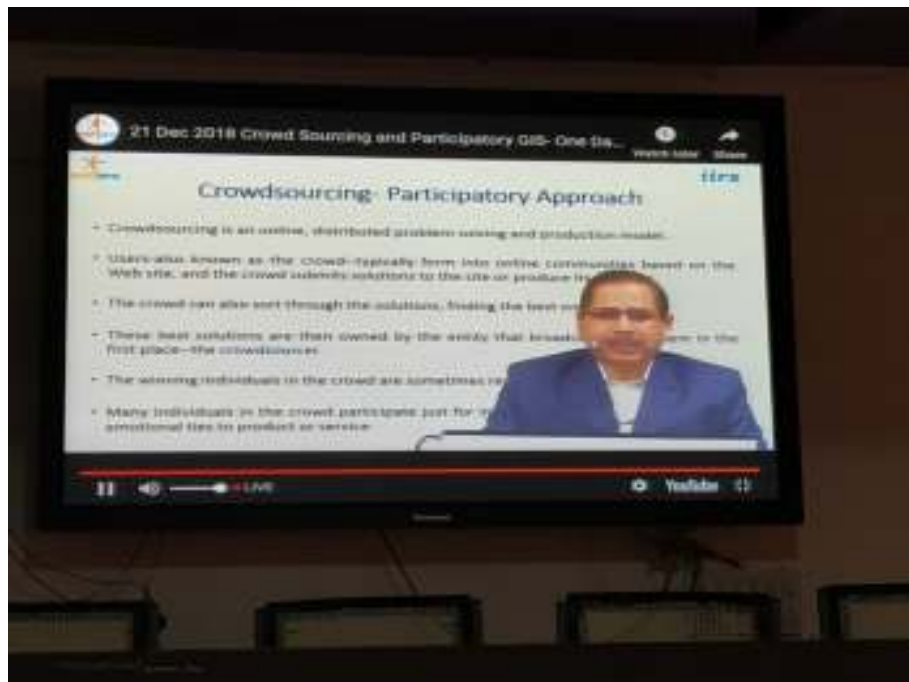 21 Dec 2018 Crowd Sourcing and Participatory GIS- One Da...
Watch later Share
iirs
Crowdsourcing- Participatory Approach
• Crowdsourcing is an online, distributed problem solving and production model.
• Users-also known as the crowd-typically form into online communities based on the
Web site, and the crowd submits solutions to the site or produce
• The crowd can also sort through the solutions, finding the best
• These best solutions are then owned by the entity that in the
first place-the crowdsourcer
• The winning individuals in the crowd are sometimes
• Many individuals in the crowd participate just for
emotional ties to product or service
LIVE
YouTube